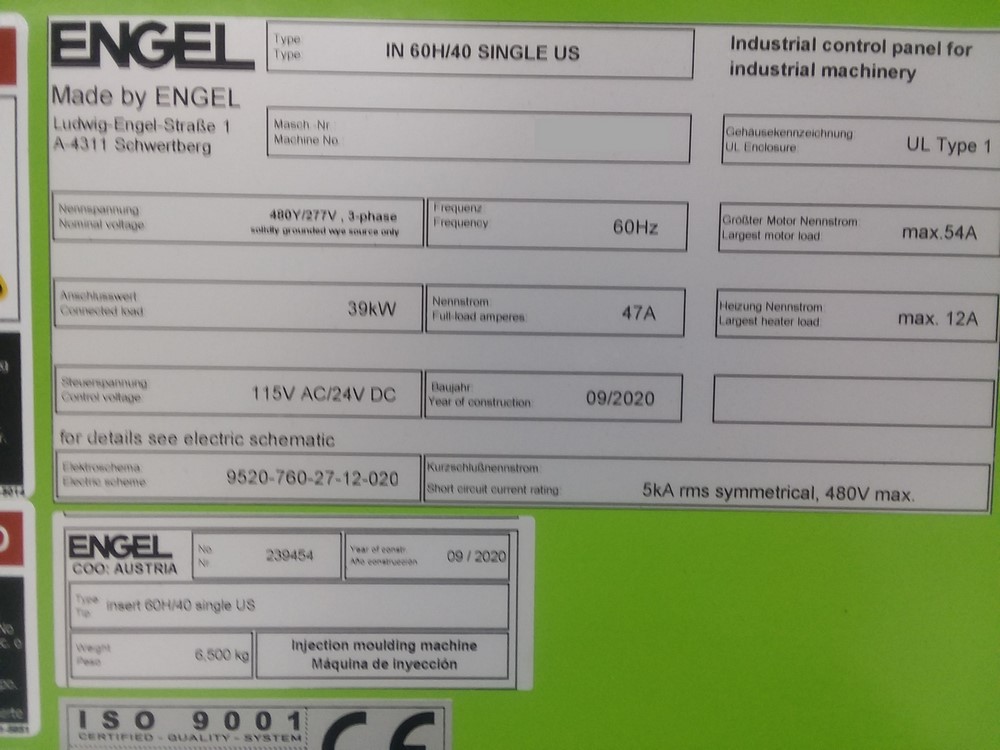 ENGEL
Made by ENGEL
Ludwig-Engel-Straße 1
A-4311 Schwertberg
Type:
Type:
IN 60H/40 SINGLE US
Industrial control panel for
industrial machinery
Masch.-Nr
Machine No.
Gehäusekennzeichnung
UL Enclosure:
UL Type 1
Nennspannung:
Nominal voltage:
480Y/277V , 3-phase
solidly grounded wye source only
Frequenz
Frequency
60Hz
Größter Motor Nennstrom:
Largest motor load:
max.54A
Anschlusswert:
Connected load:
39kW
Nennstrom:
Full-load amperes:
47A
Heizung Nennstrom
Largest heater load:
max. 12A
Steuerspannung:
Control voltage:
115V AC/24V DC
Baujahr:
Year of construction:
09/2020
for details see electric schematic
Elektroschema:
Electric scheme
9520-760-27-12-020
Kurzschlußnennstrom:
Short circuit current rating:
5kA rms symmetrical, 480V max.
ENGEL
COO: AUSTRIA
No.
Nr.
239454
Year of constr.
Año construcción
09 / 2020
Type
Tip.
insert 60H/40 single US
Weight
Peso
6,500 kg
Injection moulding machine
Máquina de inyección
ISO 9001
CERTIFIED - QUALITY - SYSTEM
CE